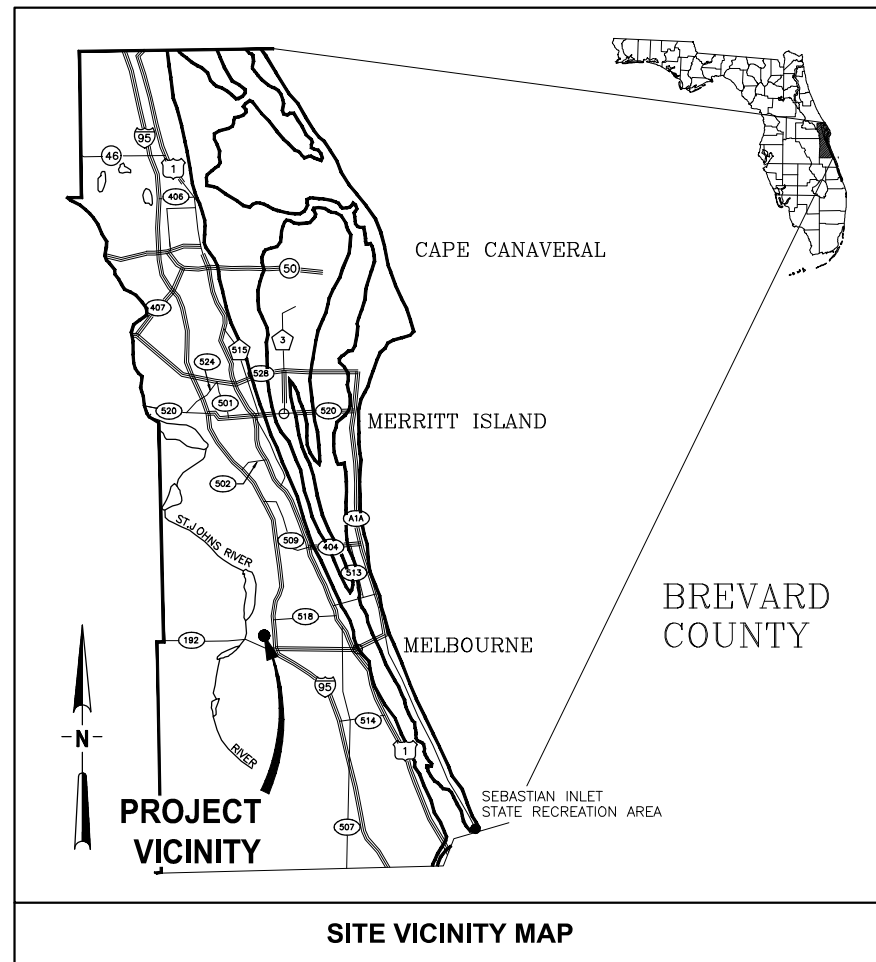 95
46
1
406
CAPE CANAVERAL
50
407
3
515
524
528
520
501
520
MERRITT ISLAND
502
A1A
ST.JOHNS RIVER
509
404
513
BREVARD
COUNTY
518
192
MELBOURNE
95
514
N
1
RIVER
SEBASTIAN INLET
STATE RECREATION AREA
PROJECT
VICINITY
507
SITE VICINITY MAP